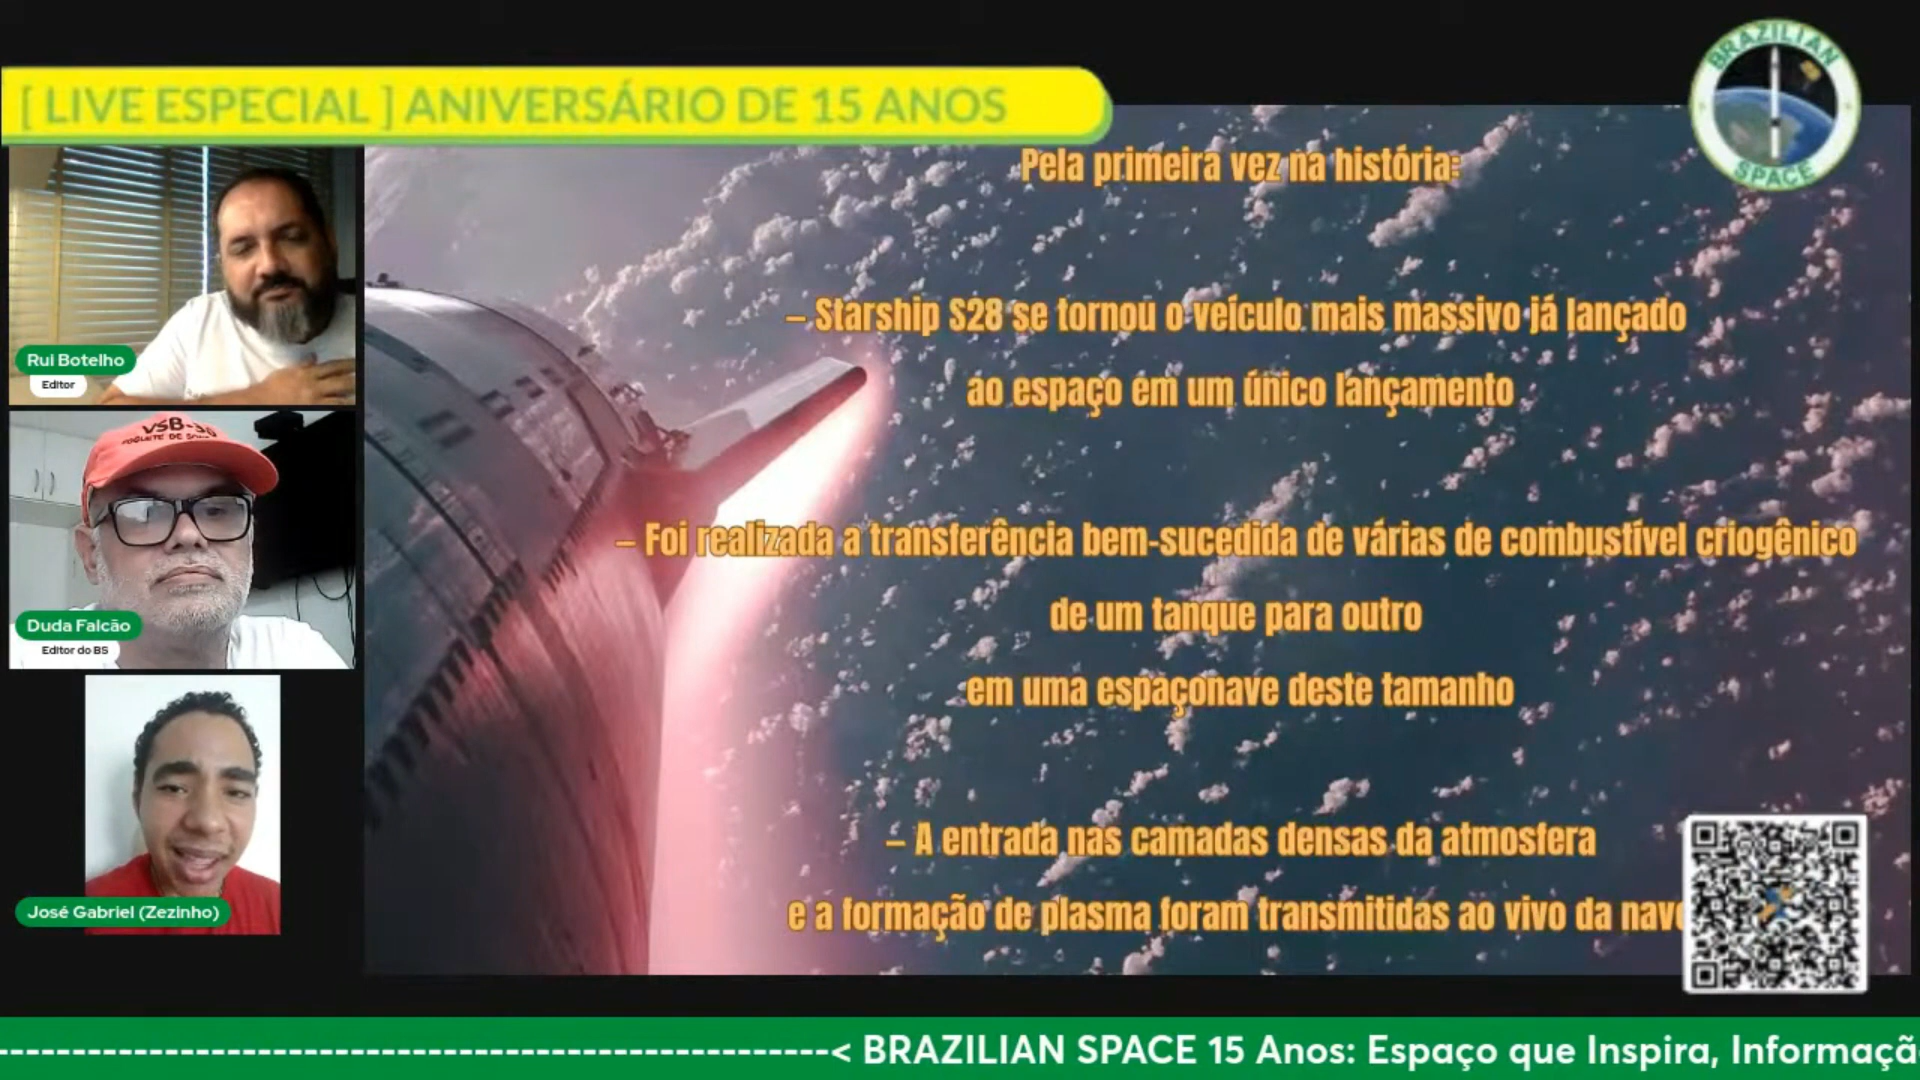 [ LIVE ESPECIAL ] ANIVERSÁRIO DE 15 ANOS
BRAZILIAN
SPACE
Pela primeira vez na história:
– Starship S28 se tornou o veículo mais massivo já lançado
ao espaço em um único lançamento
– Foi realizada a transferência bem-sucedida de várias de combustível criogênico
de um tanque para outro
em uma espaçonave deste tamanho
– A entrada nas camadas densas da atmosfera
e a formação de plasma foram transmitidas ao vivo da nave
Rui Botelho
Editor
VSB-30
FOGUETE DE
Duda Falcão
Editor do BS
José Gabriel (Zezinho)
--------------------------------------------------< BRAZILIAN SPACE 15 Anos: Espaço que Inspira, Informaçã